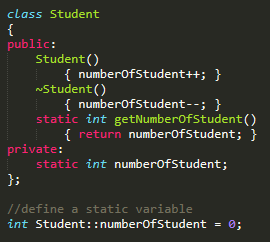 class Student
{
public:
    Student()
        { numberOfStudent++; }
    ~Student()
        { numberOfStudent--; }
    static int getNumberOfStudent()
        { return numberOfStudent; }
private:
    static int numberOfStudent;
};

//define a static variable
int Student::numberOfStudent = 0;